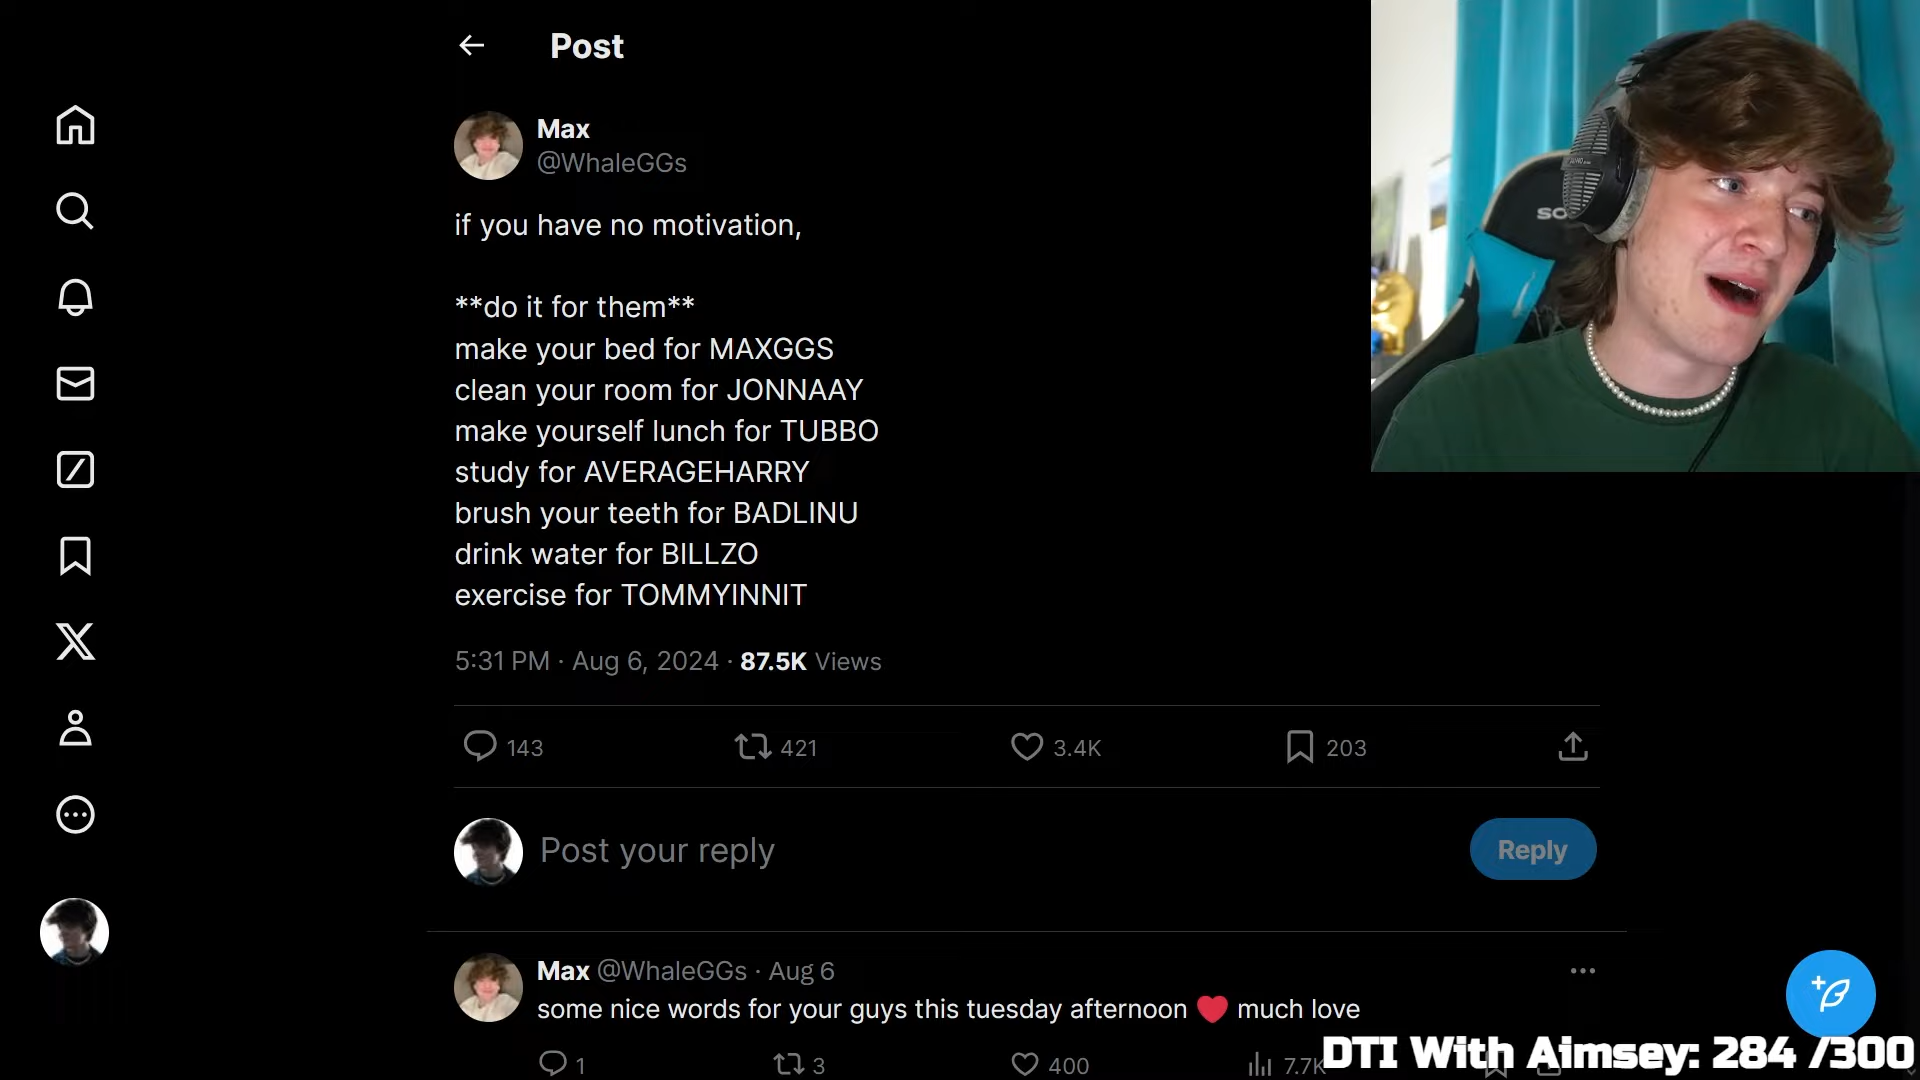 Post
Max
@WhaleGGs
if you have no motivation,
**do it for them**
make your bed for MAXGGS
clean your room for JONNAAY
make yourself lunch for TUBBO
study for AVERAGEHARRY
brush your teeth for BADLINU
drink water for BILLZO
exercise for TOMMYINNIT
5:31 PM · Aug 6, 2024 · 87.5K Views
143 421 3.4K 203
Post your reply
Reply
Max @WhaleGGs · Aug 6
some nice words for your guys this tuesday afternoon ❤️ much love
1 3 400 7.7K
DTI With Aimsey: 284 /300